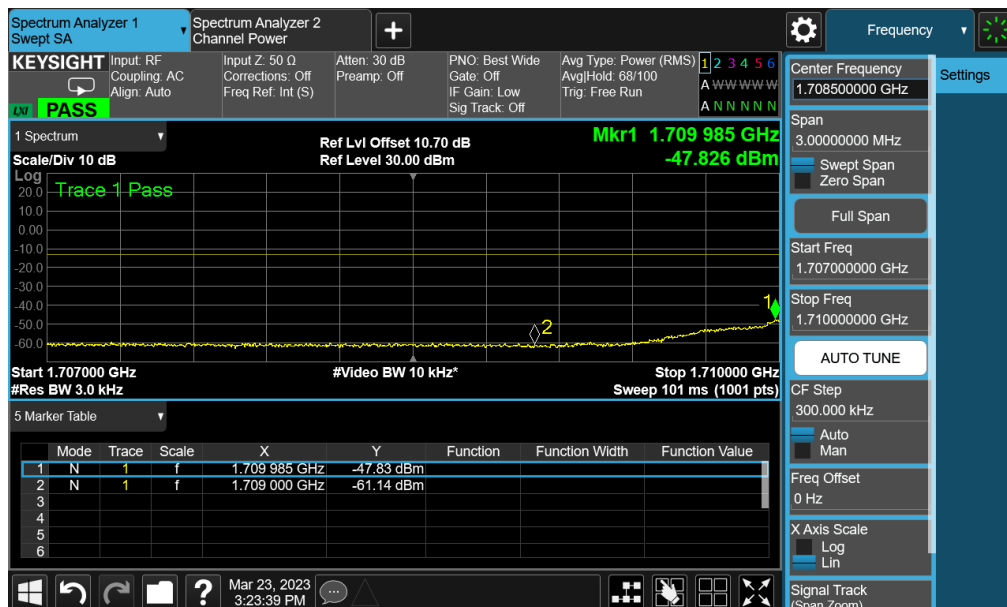 Spectrum Analyzer 1
Swept SA
Spectrum Analyzer 2
Channel Power
Frequency
KEYSIGHT
LXI
PASS
Input: RF
Coupling: AC
Align: Auto
Input Z: 50 Ω
Corrections: Off
Freq Ref: Int (S)
Atten: 30 dB
Preamp: Off
PNO: Best Wide
Gate: Off
IF Gain: Low
Sig Track: Off
Avg Type: Power (RMS)
Avg|Hold: 68/100
Trig: Free Run
1 2 3 4 5 6
A W W W W W
A N N N N N
1 Spectrum
Scale/Div 10 dB
Ref Lvl Offset 10.70 dB
Ref Level 30.00 dBm
Mkr1 1.709 985 GHz
-47.826 dBm
Log
Trace 1 Pass
20.0
10.0
0.00
-10.0
-20.0
-30.0
-40.0
-50.0
-60.0
1
2
Start 1.707000 GHz
#Video BW 10 kHz*
Stop 1.710000 GHz
#Res BW 3.0 kHz
Sweep 101 ms (1001 pts)
5 Marker Table
Mode Trace Scale X Y Function Function Width Function Value
1 N 1 f 1.709 985 GHz -47.83 dBm
2 N 1 f 1.709 000 GHz -61.14 dBm
3
4
5
6
?
Mar 23, 2023
3:23:39 PM
Center Frequency
1.708500000 GHz
Settings
Span
3.00000000 MHz
Swept Span
Zero Span
Full Span
Start Freq
1.707000000 GHz
Stop Freq
1.710000000 GHz
AUTO TUNE
CF Step
300.000 kHz
Auto
Man
Freq Offset
0 Hz
X Axis Scale
Log
Lin
Signal Track
(Span Zoom)